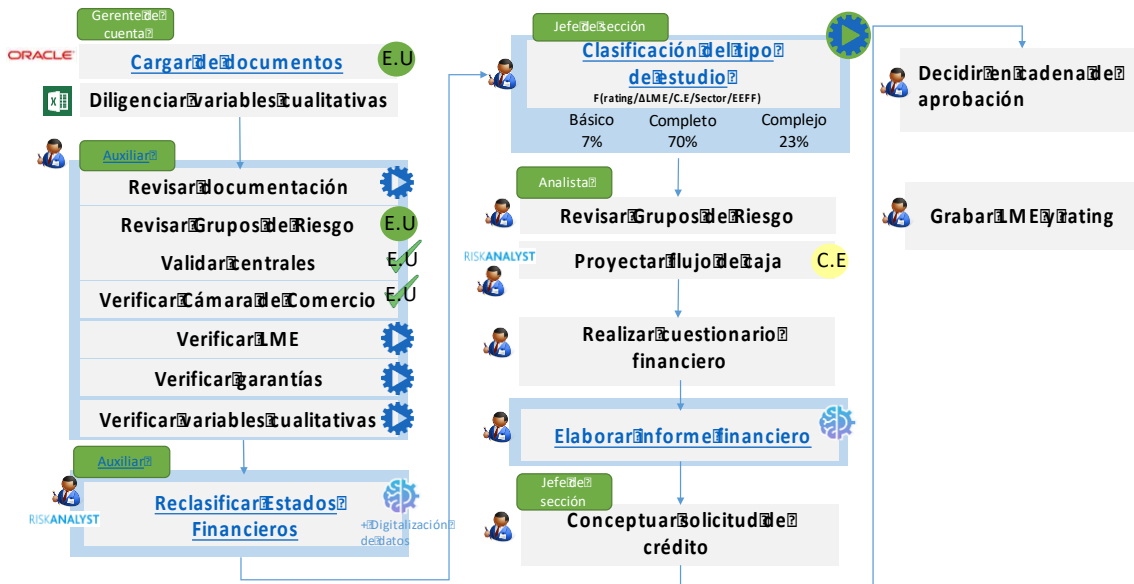 Gerente de
cuenta
ORACLE
Cargar de documentos
E.U
Diligenciar variables cualitativas
Auxiliar
Revisar documentación
Revisar Grupos de Riesgo
E.U
Validar centrales
E.U
Verificar Cámara de Comercio
E.U
Verificar LME
Verificar garantías
Verificar variables cualitativas
Auxiliar
RISKANALYST
Reclasificar Estados
Financieros
+ Digitalización
de datos
Jefe de sección
Clasificación del tipo
de estudio
F(rating/ΔLME/C.E/Sector/EEFF)
Básico Completo Complejo
7% 70% 23%
Analista
Revisar Grupos de Riesgo
RISKANALYST
Proyectar flujo de caja
C.E
Realizar cuestionario
financiero
Elaborar informe financiero
Jefe de
sección
Conceptuar solicitud de
crédito
Decidir en cadena de
aprobación
Grabar LME y rating